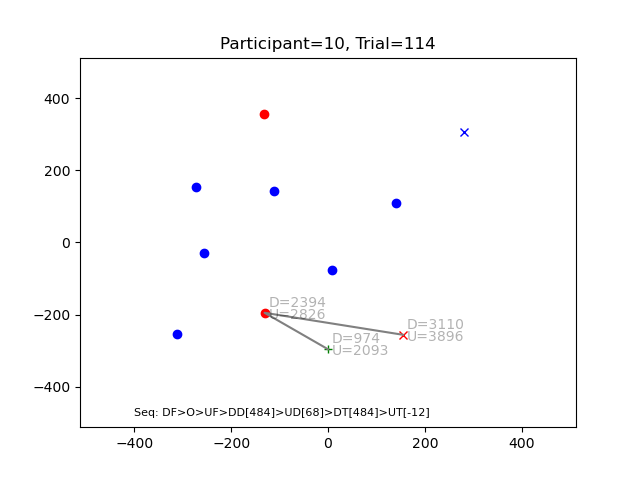 Participant=10, Trial=114
400
200
0
−200
−400
D=2394
U=2826
D=3110
U=3896
D=974
U=2093
Seq: DF>O>UF>DD[484]>UD[68]>DT[484]>UT[-12]
−400 −200 0 200 400